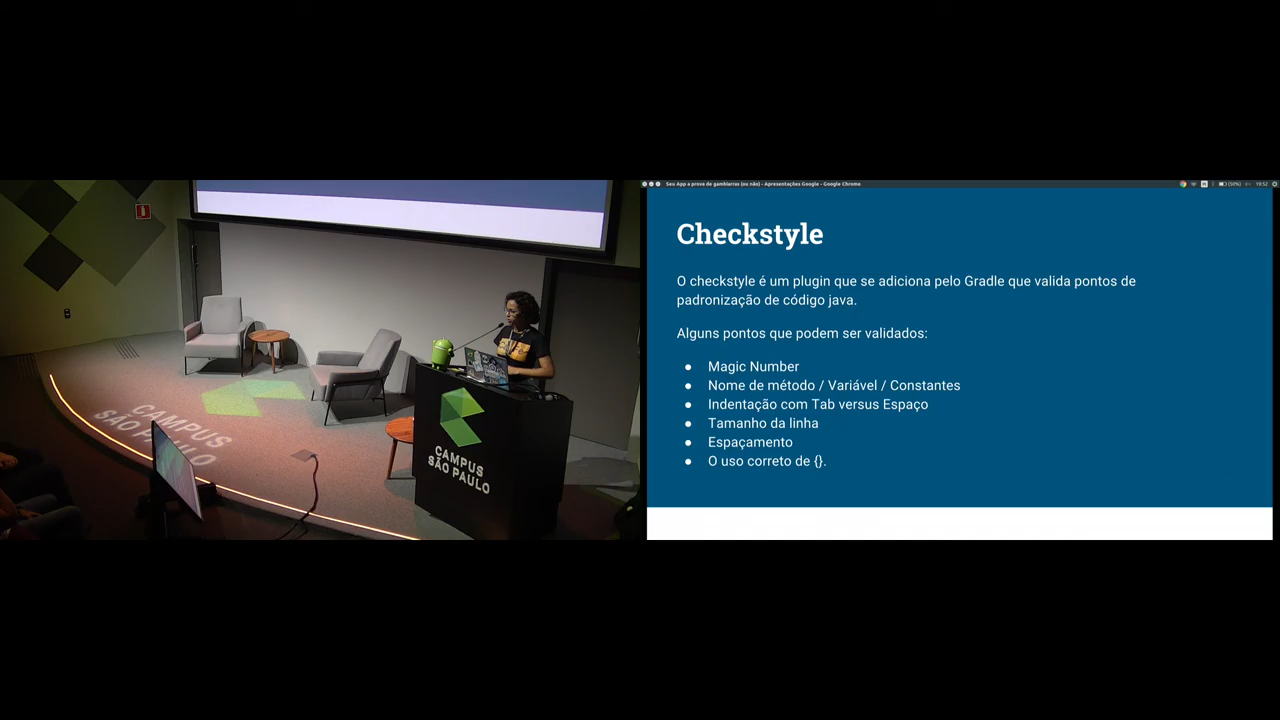 CAMPUS
SÃO PAULO
CAMPUS
SÃO PAULO
Seu App a prova de gambiarras (ou não) - Apresentações Google - Google Chrome
(50%)
19:52
Checkstyle
O checkstyle é um plugin que se adiciona pelo Gradle que valida pontos de
padronização de código java.
Alguns pontos que podem ser validados:
● Magic Number
● Nome de método / Variável / Constantes
● Indentação com Tab versus Espaço
● Tamanho da linha
● Espaçamento
● O uso correto de {}.